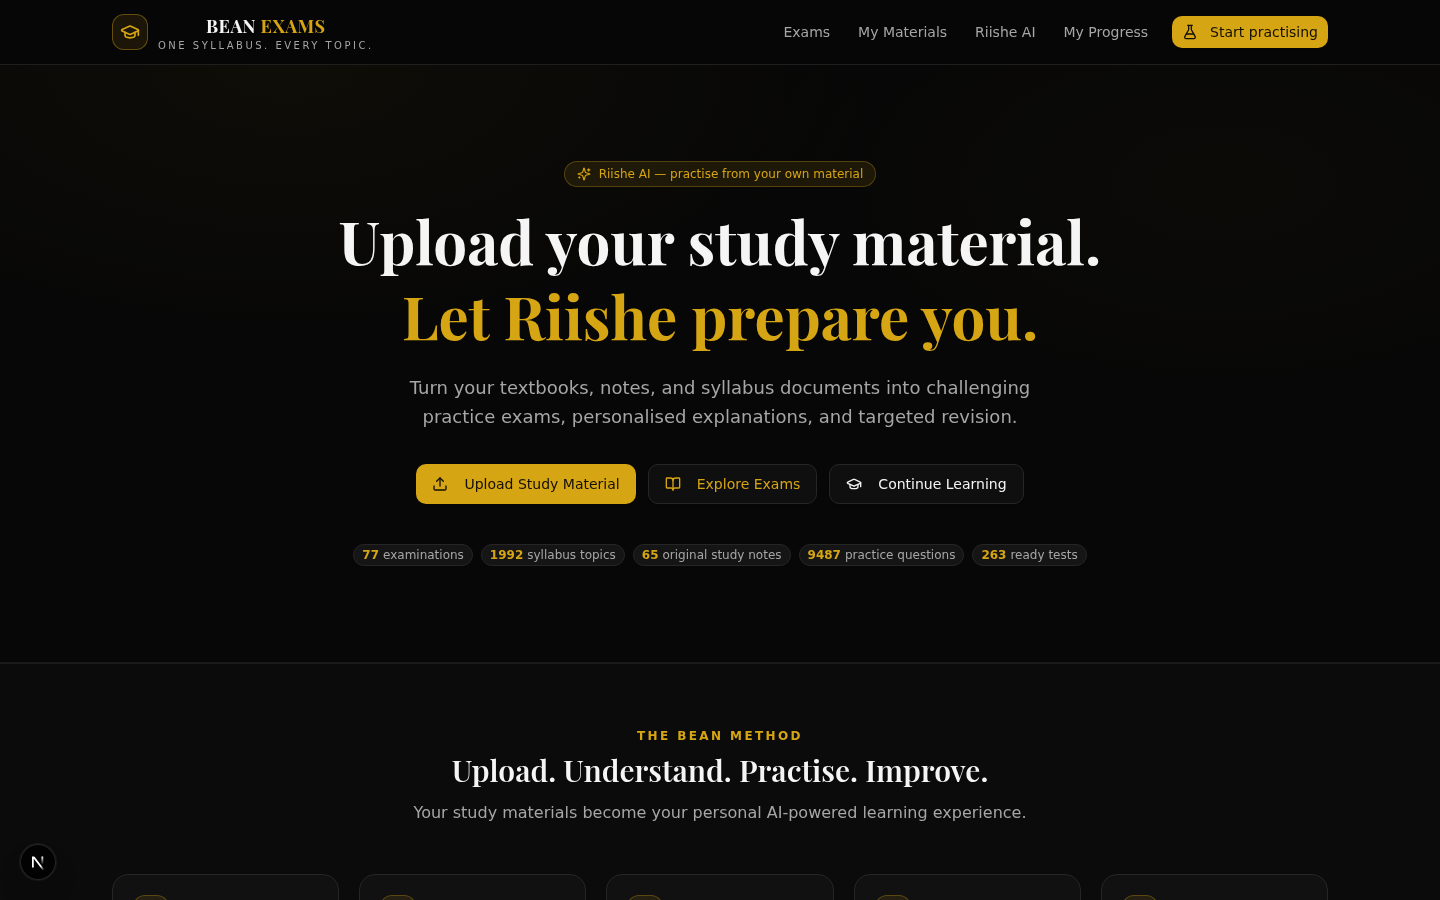 BEAN EXAMS
ONE SYLLABUS. EVERY TOPIC.
Exams
My Materials
Riishe AI
My Progress
Start practising
Riishe AI — practise from your own material
Upload your study material.
Let Riishe prepare you.
Turn your textbooks, notes, and syllabus documents into challenging
practice exams, personalised explanations, and targeted revision.
Upload Study Material
Explore Exams
Continue Learning
77 examinations
1992 syllabus topics
65 original study notes
9487 practice questions
263 ready tests
THE BEAN METHOD
Upload. Understand. Practise. Improve.
Your study materials become your personal AI-powered learning experience.
N